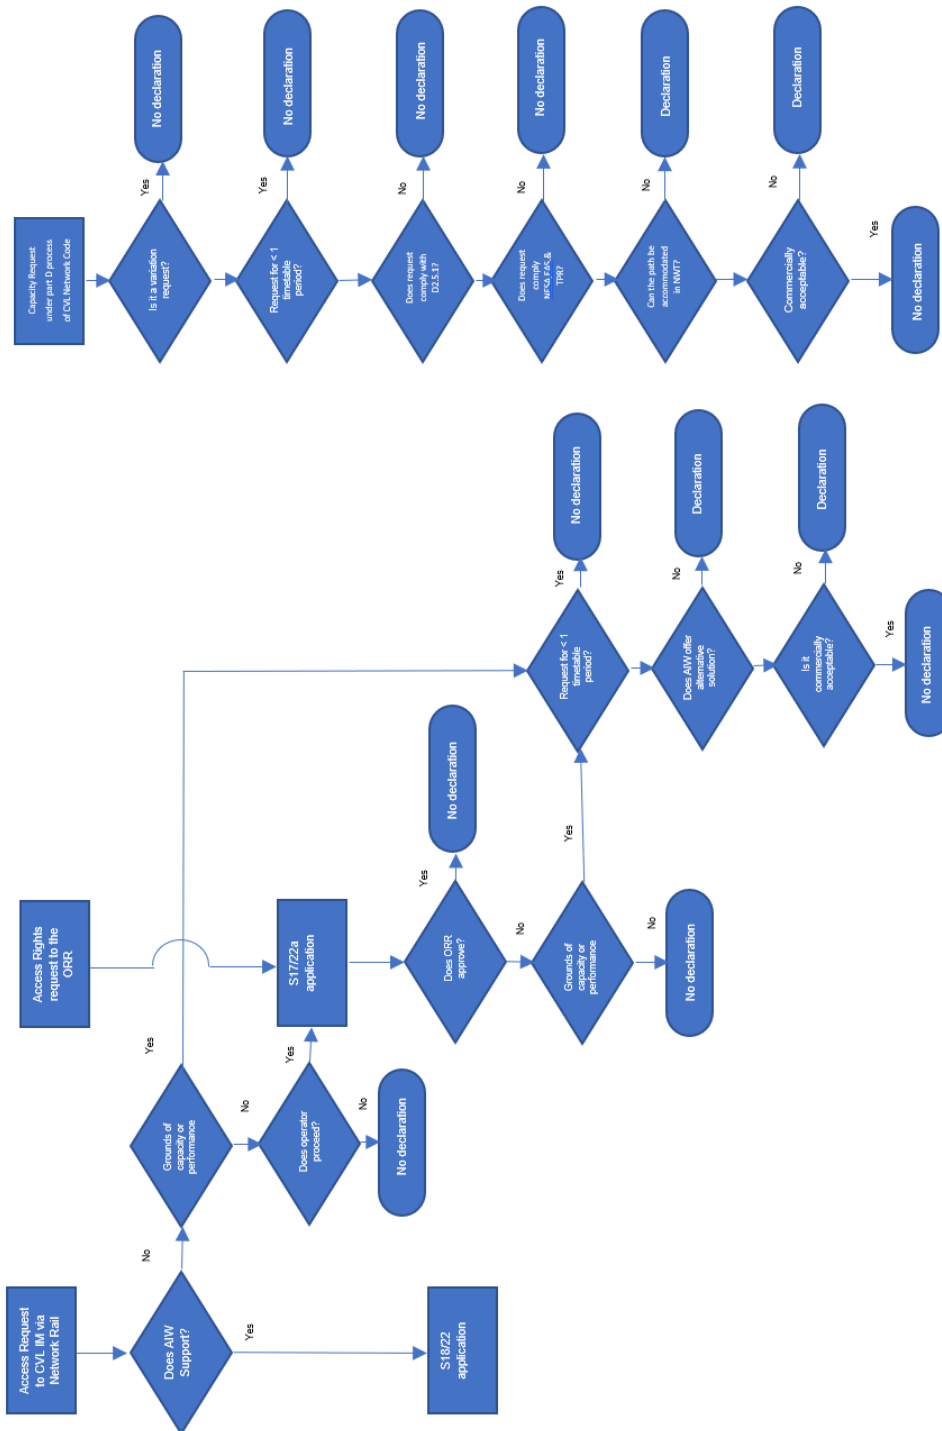 Access Request
to CVL IM via
Network Rail
Does AIW
Support?
Yes
S18/22
application
No
Grounds of
capacity or
performance
Yes
No
Does operator
proceed?
No
No declaration
Yes
Access Rights
request to the
ORR
S17/22a
application
Does ORR
approve?
Yes
No declaration
No
Grounds of
capacity or
performance
No
No declaration
Yes
Request for < 1
timetable
period?
Yes
No declaration
Does AIW offer
alternative
solution?
No
Declaration
Is it
commercially
acceptable?
No
Declaration
Yes
No declaration
Capacity Request
under part D process
of CVL Network Code
Is it a variation
request?
Yes
No declaration
Request for < 1
timetable
period?
Yes
No declaration
Does request
comply with
D2.5.1?
No
No declaration
Does request
comply
&
TPR?
No
No declaration
Can the path be
accommodated
in NWT?
No
Declaration
Commercially
acceptable?
No
Declaration
Yes
No declaration